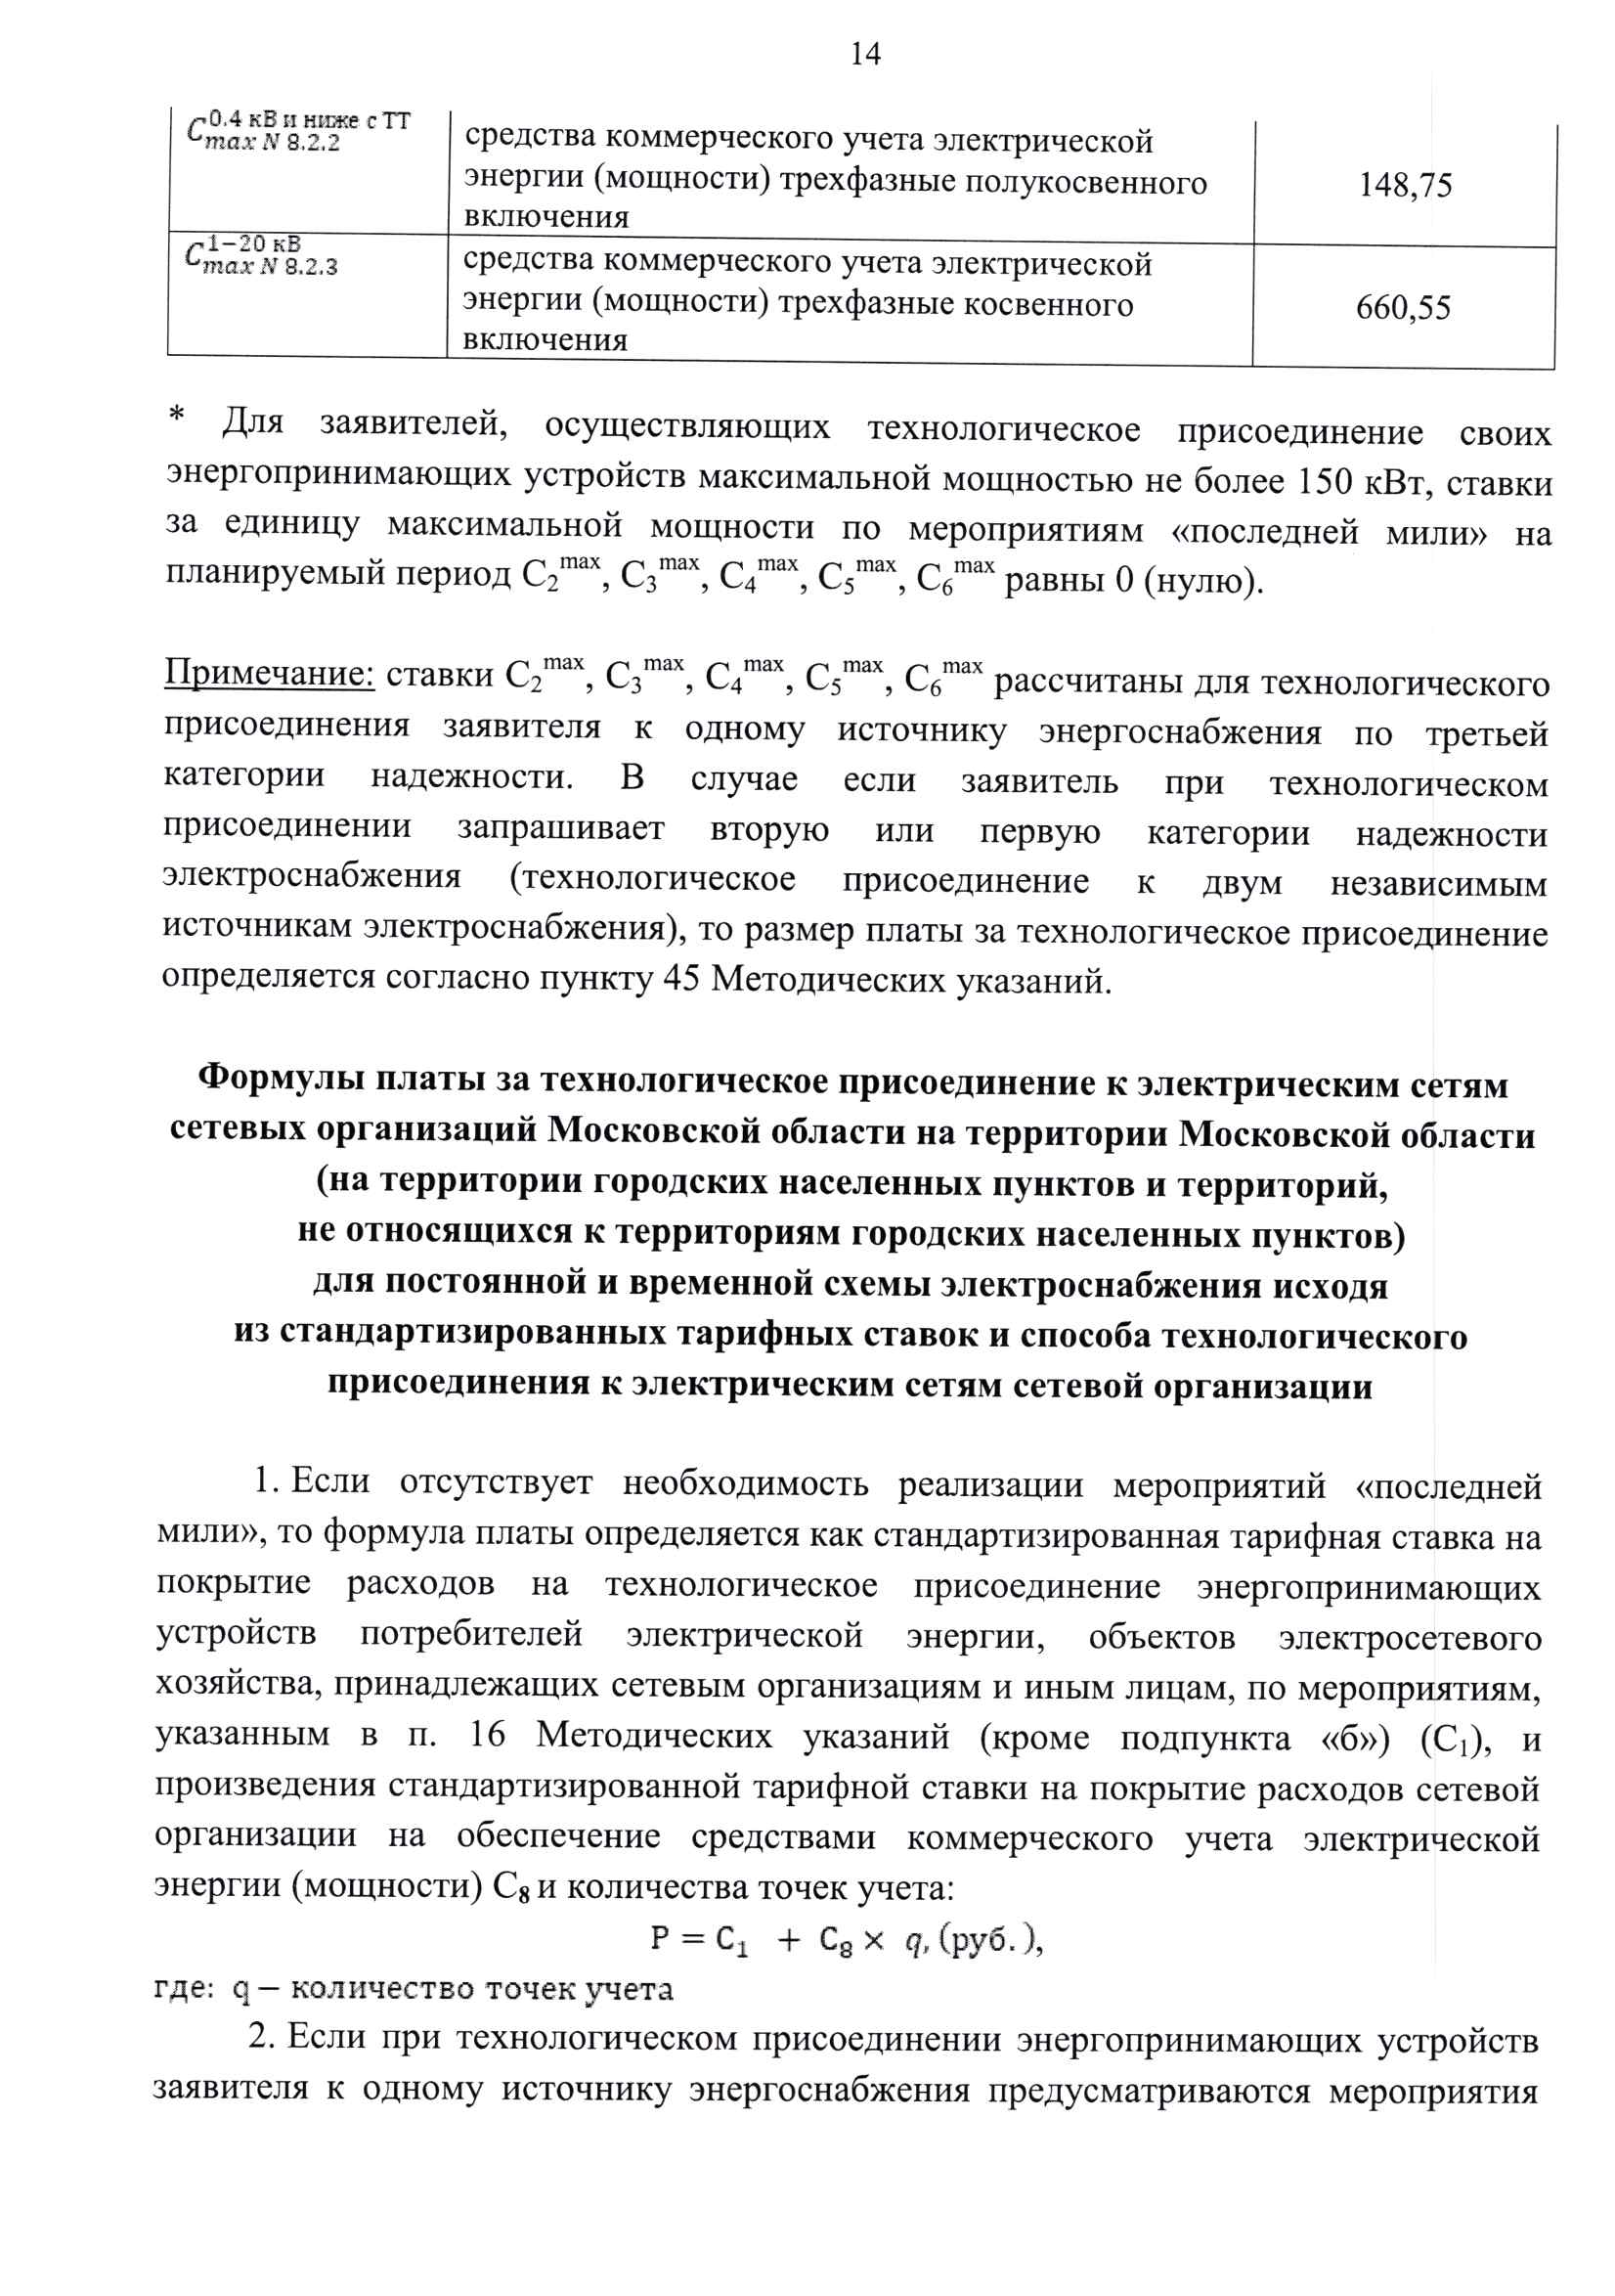 14
C 0.4 кВ и ниже с ТТ max N 8.2.2
средства коммерческого учета электрической
энергии (мощности) трехфазные полукосвенного
включения
148,75
C 1−20 кВ max N 8.2.3
средства коммерческого учета электрической
энергии (мощности) трехфазные косвенного
включения
660,55
* Для заявителей, осуществляющих технологическое присоединение своих
энергопринимающих устройств максимальной мощностью не более 150 кВт, ставки
за единицу максимальной мощности по мероприятиям «последней мили» на
планируемый период С₂ᵐᵃˣ, С₃ᵐᵃˣ, С₄ᵐᵃˣ, С₅ᵐᵃˣ, С₆ᵐᵃˣ равны 0 (нулю).
Примечание: ставки С₂ᵐᵃˣ, С₃ᵐᵃˣ, С₄ᵐᵃˣ, С₅ᵐᵃˣ, С₆ᵐᵃˣ рассчитаны для технологического
присоединения заявителя к одному источнику энергоснабжения по третьей
категории надежности. В случае если заявитель при технологическом
присоединении запрашивает вторую или первую категории надежности
электроснабжения (технологическое присоединение к двум независимым
источникам электроснабжения), то размер платы за технологическое присоединение
определяется согласно пункту 45 Методических указаний.
Формулы платы за технологическое присоединение к электрическим сетям
сетевых организаций Московской области на территории Московской области
(на территории городских населенных пунктов и территорий,
не относящихся к территориям городских населенных пунктов)
для постоянной и временной схемы электроснабжения исходя
из стандартизированных тарифных ставок и способа технологического
присоединения к электрическим сетям сетевой организации
1. Если отсутствует необходимость реализации мероприятий «последней
мили», то формула платы определяется как стандартизированная тарифная ставка на
покрытие расходов на технологическое присоединение энергопринимающих
устройств потребителей электрической энергии, объектов электросетевого
хозяйства, принадлежащих сетевым организациям и иным лицам, по мероприятиям,
указанным в п. 16 Методических указаний (кроме подпункта «б») (С₁), и
произведения стандартизированной тарифной ставки на покрытие расходов сетевой
организации на обеспечение средствами коммерческого учета электрической
энергии (мощности) С₈ и количества точек учета:
P = C₁ + C₈ × q, (руб.),
где: q – количество точек учета
2. Если при технологическом присоединении энергопринимающих устройств
заявителя к одному источнику энергоснабжения предусматриваются мероприятия